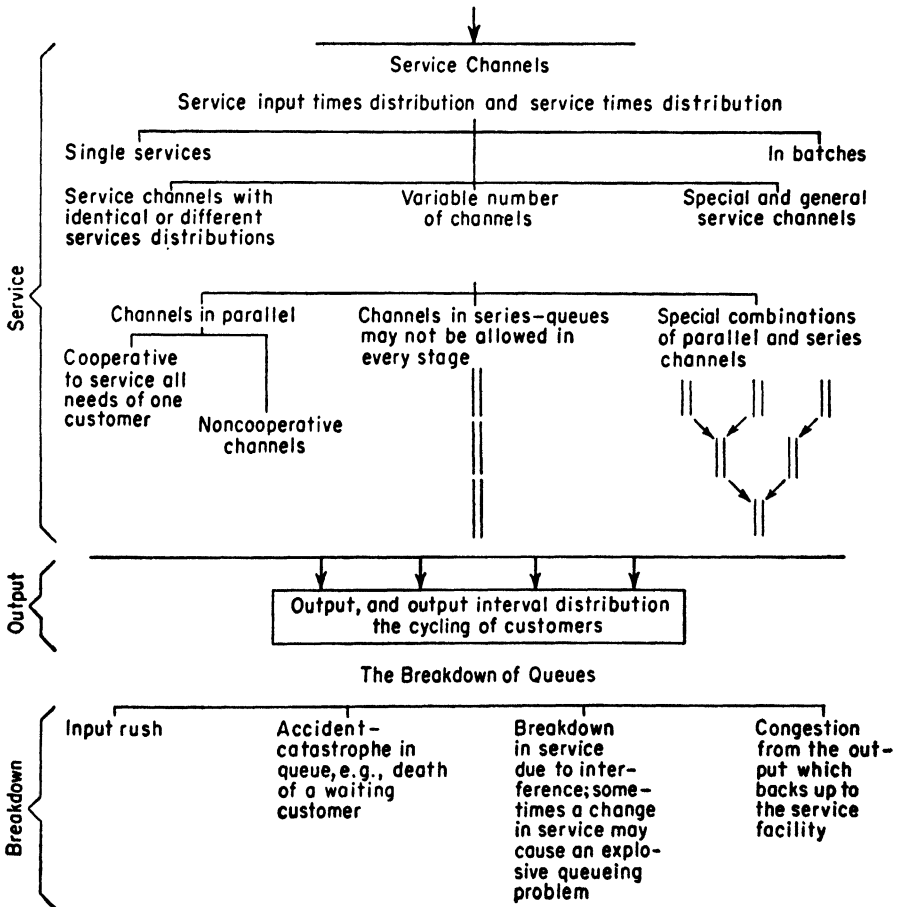 Service Channels
Service input times distribution and service times distribution
Single services
In batches
Service channels with
identical or different
services distributions
Variable number
of channels
Special and general
service channels
Service
Channels in parallel
Cooperative
to service all
needs of one
customer
Noncooperative
channels
Channels in series-queues
may not be allowed in
every stage
Special combinations
of parallel and series
channels
Output
Output, and output interval distribution
the cycling of customers
The Breakdown of Queues
Breakdown
Input rush
Accident-
catastrophe in
queue, e.g., death
of a waiting
customer
Breakdown
in service
due to inter-
ference; some-
times a change
in service may
cause an explo-
sive queueing
problem
Congestion
from the out-
put which
backs up to
the service
facility